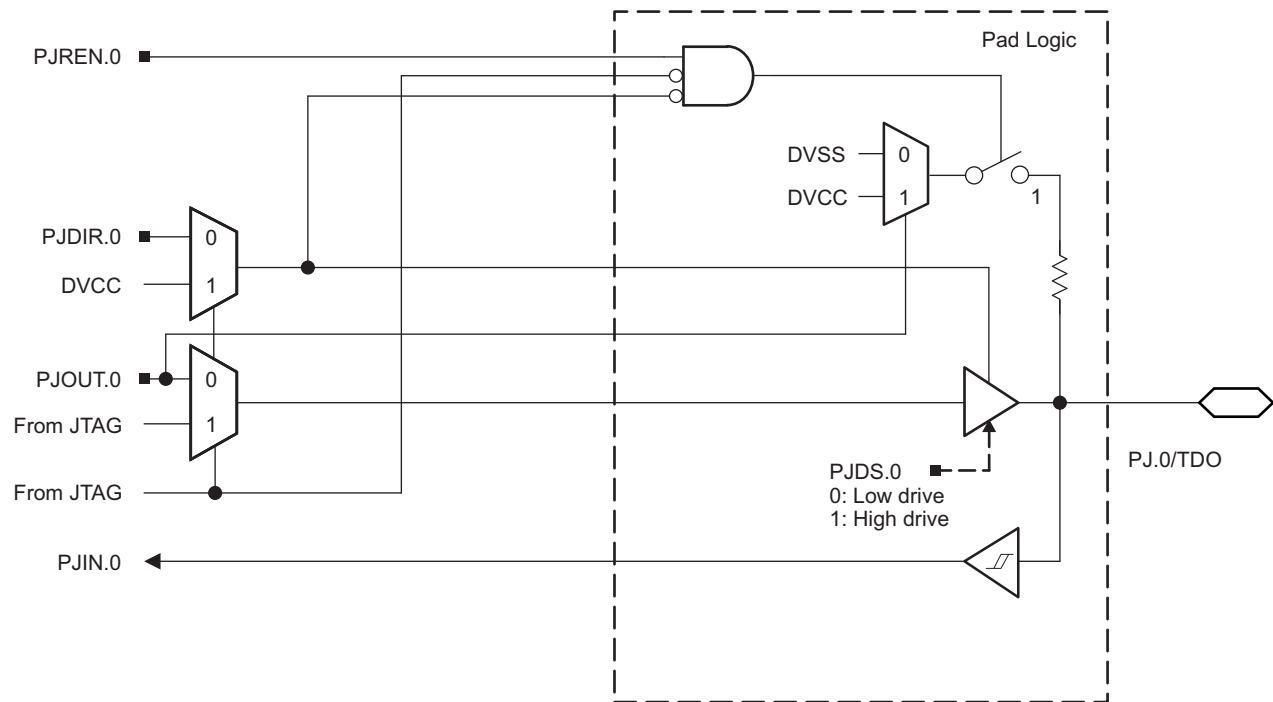 Pad Logic
PJREN.0
DVSS
0
DVCC
1
1
PJDIR.0
0
DVCC
1
PJOUT.0
0
From JTAG
1
From JTAG
PJDS.0
0: Low drive
1: High drive
PJ.0/TDO
PJIN.0